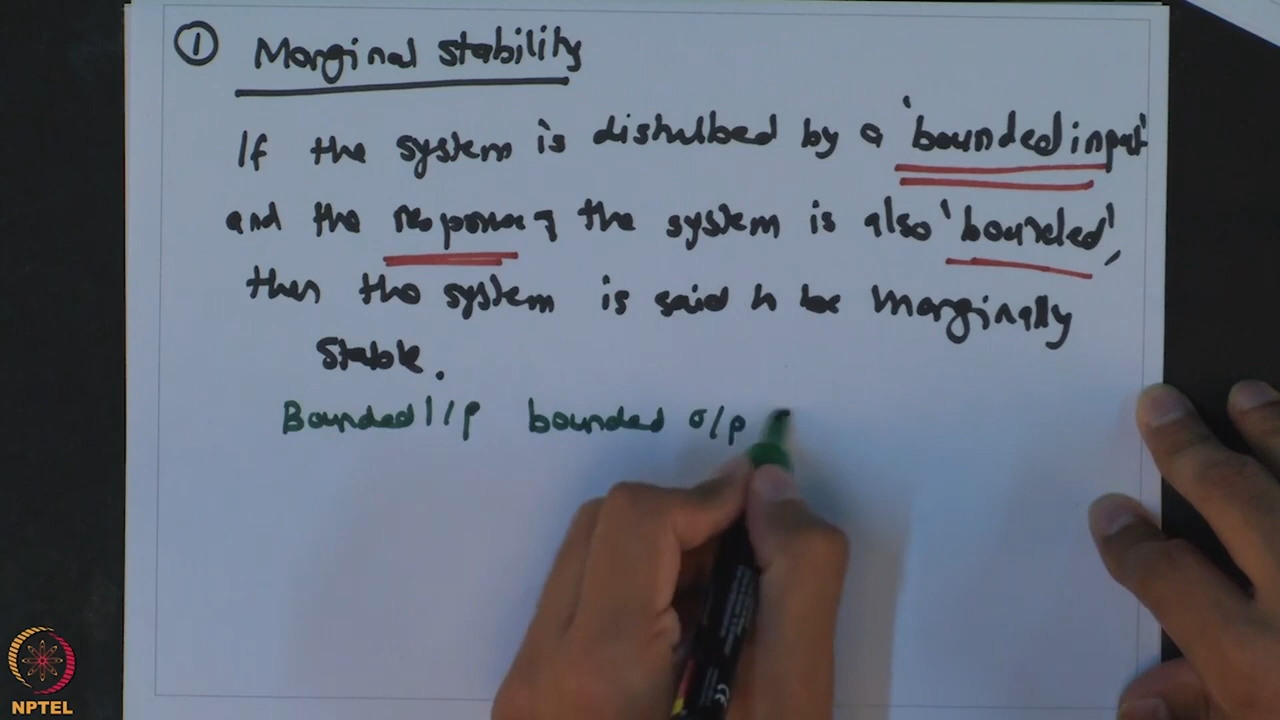 ① Marginal stability
If the system is distulbed by a 'bounded input'
and the response of the system is also 'bounded',
then the system is said to be marginally
stable.
Bounded I/p bounded o/p
NPTEL